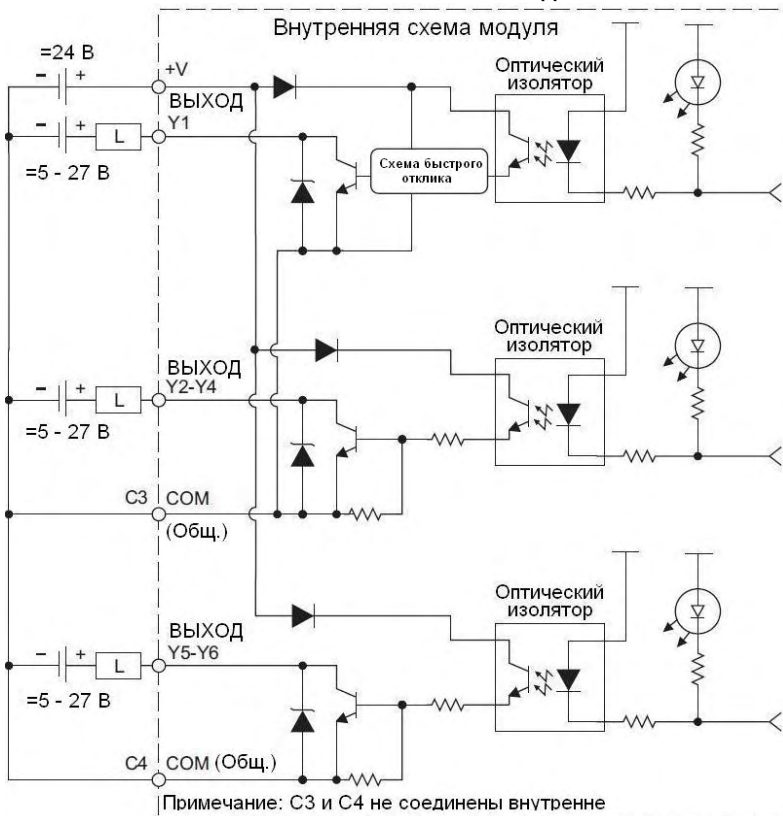 Внутренняя схема модуля
=24 В
- +
+V
ВЫХОД
Y1
- +
L
=5 - 27 В
Оптический
изолятор
Схема быстрого
отклика
ВЫХОД
Y2-Y4
- +
L
=5 - 27 В
Оптический
изолятор
C3
COM
(Общ.)
ВЫХОД
Y5-Y6
- +
L
=5 - 27 В
Оптический
изолятор
C4
COM (Общ.)
Примечание: C3 и C4 не соединены внутренне